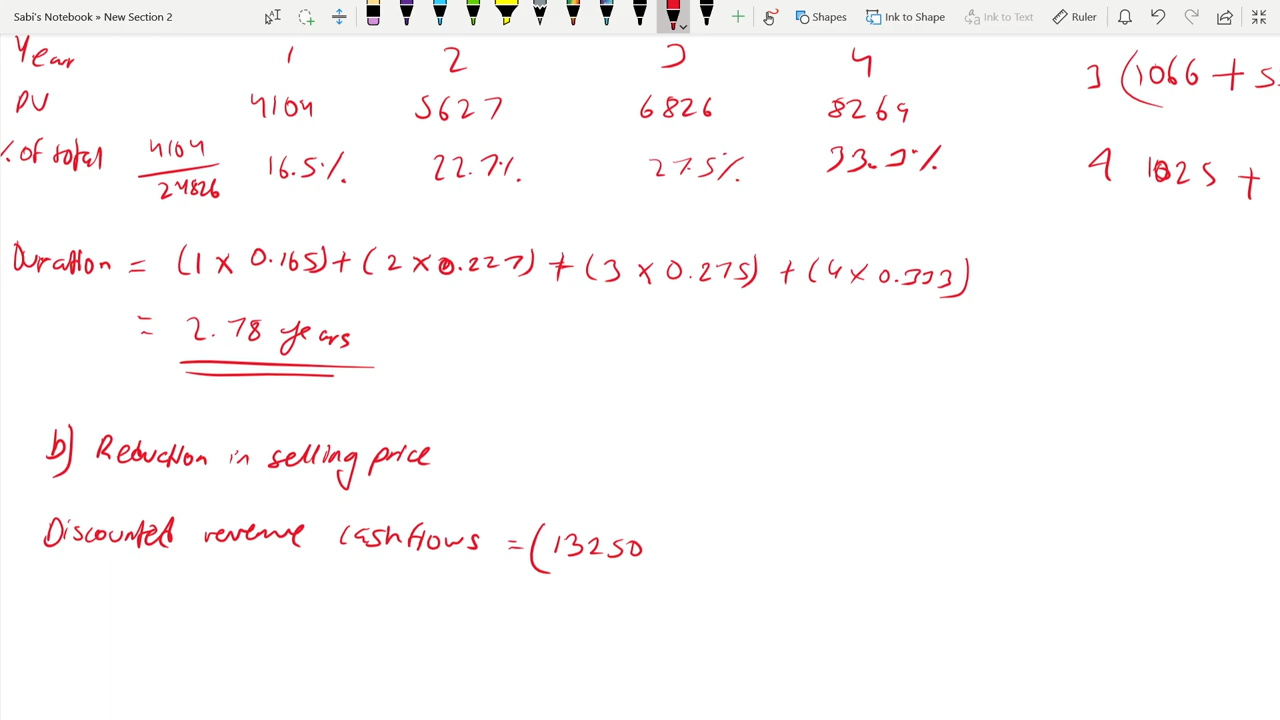 Sabi's Notebook » New Section 2 Shapes Ink to Shape Ink to Text Ruler
Year 1 2 3 4 3 (1066 + 5
PV 4104 5627 6826 8269
% of total 4104/24826 16.5% 22.7% 27.5% 33.3% 4 1025 +
Duration = (1 x 0.165) + (2 x 0.227) + (3 x 0.275) + (4 x 0.333)
= 2.78 years
b) Reduction in selling price
Discounted revenue cashflows = (13250